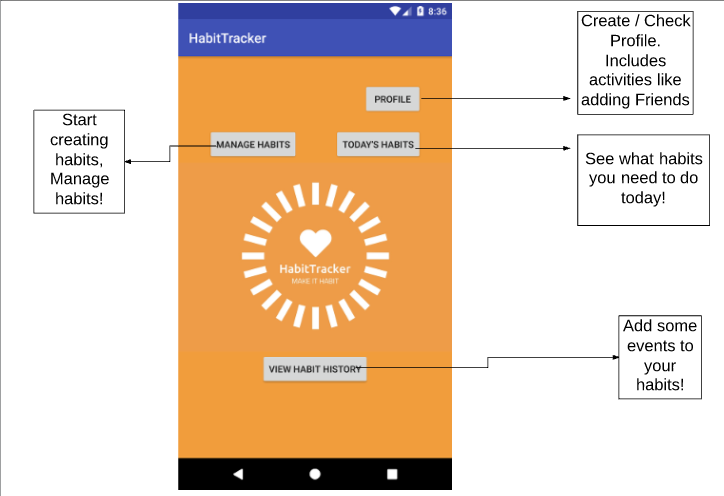 8:36
HabitTracker
Create / Check
Profile.
Includes
activities like
adding Friends
PROFILE
Start
creating
habits,
Manage
habits!
MANAGE HABITS
TODAY'S HABITS
See what habits
you need to do
today!
HabitTracker
MAKE IT HABIT
VIEW HABIT HISTORY
Add some
events to
your
habits!